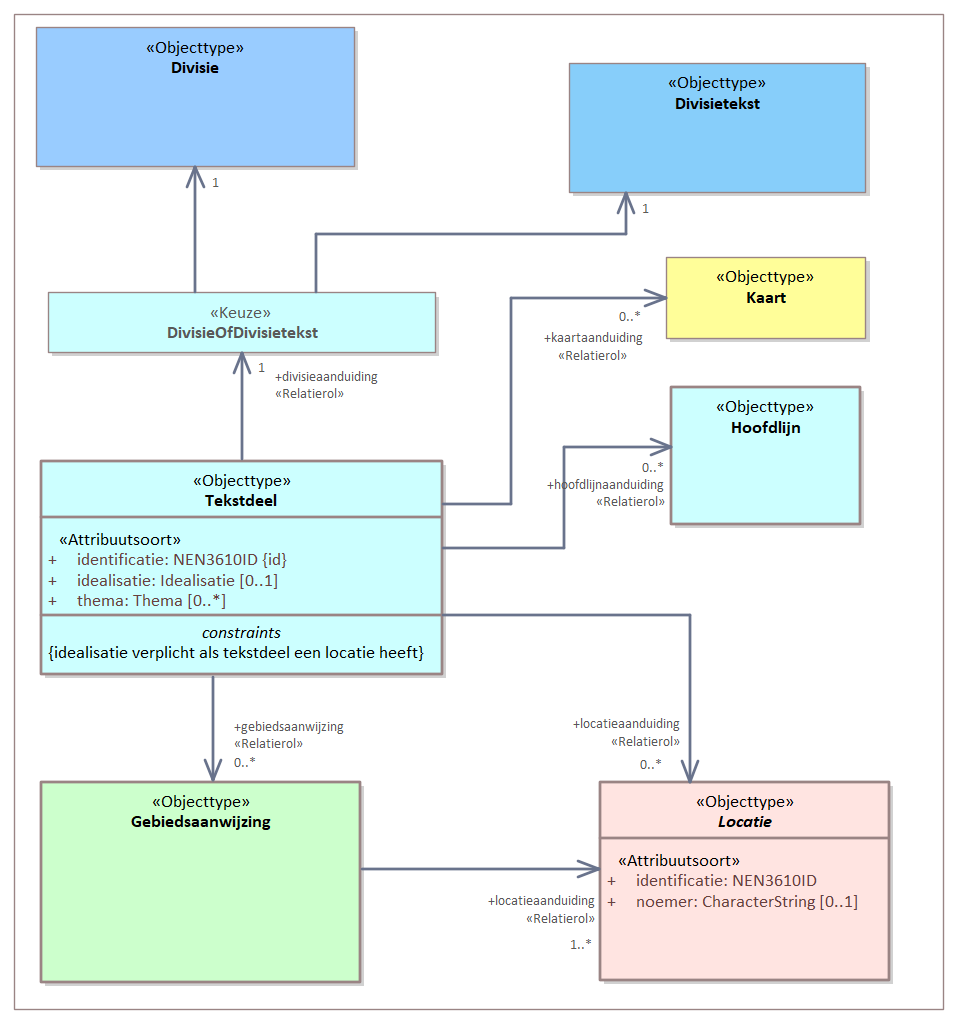 «Objecttype»
Divisie
1
«Objecttype»
Divisietekst
1
«Keuze»
DivisieOfDivisietekst
1
+divisieaanduiding
«Relatierol»
«Objecttype»
Kaart
0..*
+kaartaanduiding
«Relatierol»
«Objecttype»
Hoofdlijn
0..*
+hoofdlijnaanduiding
«Relatierol»
«Objecttype»
Tekstdeel
«Attribuutsoort»
+ identificatie: NEN3610ID {id}
+ idealisatie: Idealisatie [0..1]
+ thema: Thema [0..*]
constraints
{idealisatie verplicht als tekstdeel een locatie heeft}
+gebiedsaanwijzing
«Relatierol»
0..*
+locatieaanduiding
«Relatierol»
0..*
«Objecttype»
Gebiedsaanwijzing
+locatieaanduiding
«Relatierol»
1..*
«Objecttype»
Locatie
«Attribuutsoort»
+ identificatie: NEN3610ID
+ noemer: CharacterString [0..1]